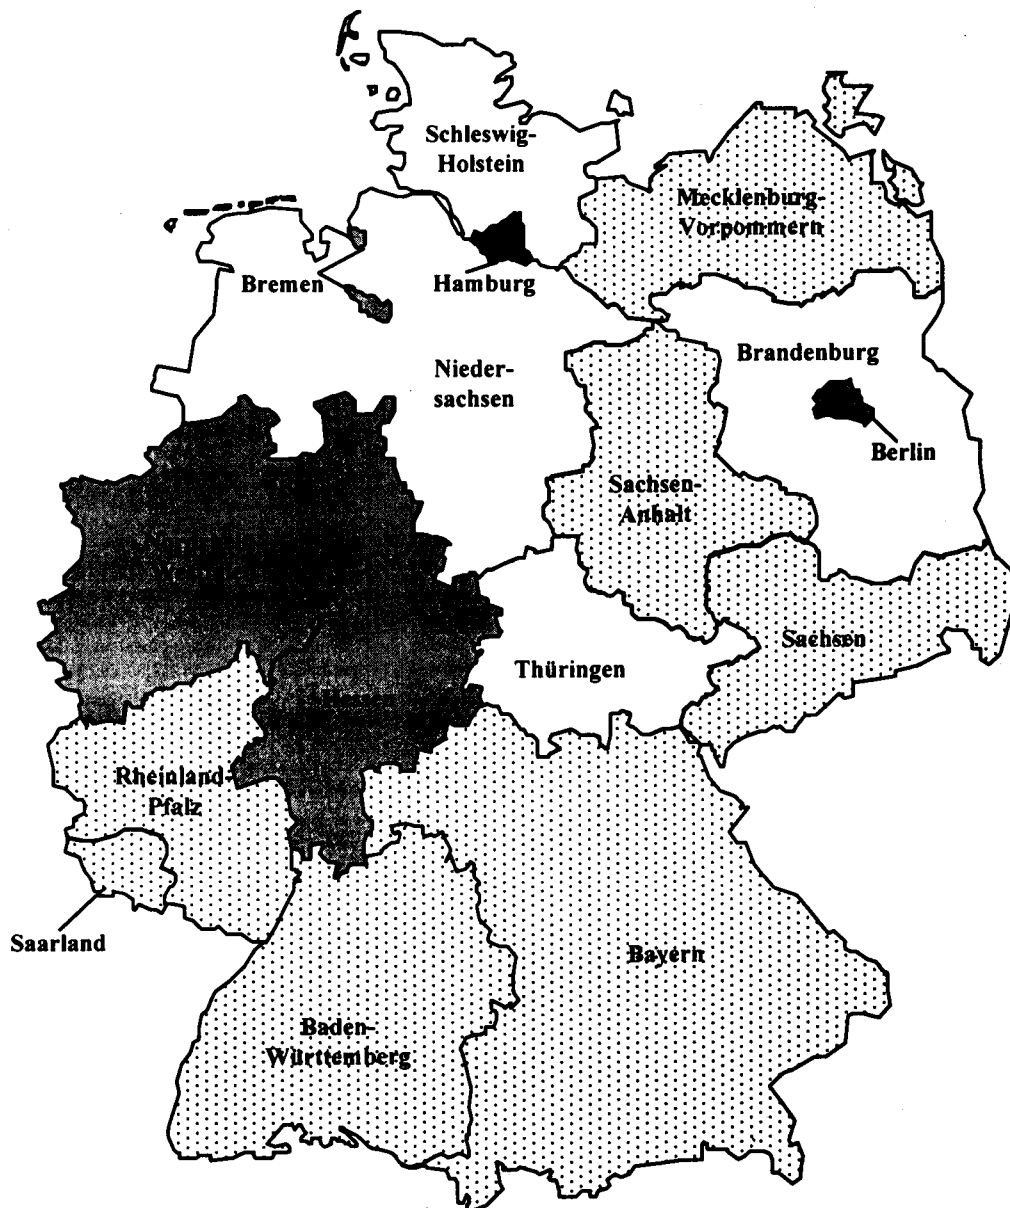 Schleswig-
Holstein
Mecklenburg-
Vorpommern
Bremen
Hamburg
Nieder-
sachsen
Brandenburg
Berlin
Sachsen-
Anhalt
Sachsen
Thüringen
Hessen
Rheinland-
Pfalz
Saarland
Bayern
Baden-
Württemberg